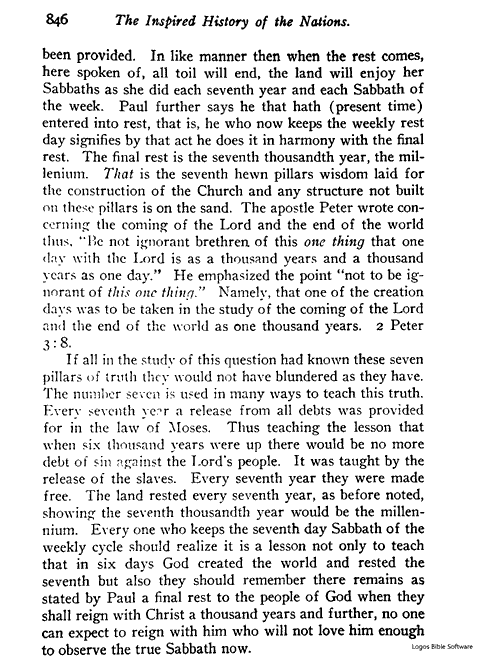 846 The Inspired History of the Nations.
been provided. In like manner then when the rest comes,
here spoken of, all toil will end, the land will enjoy her
Sabbaths as she did each seventh year and each Sabbath of
the week. Paul further says he that hath (present time)
entered into rest, that is, he who now keeps the weekly rest
day signifies by that act he does it in harmony with the final
rest. The final rest is the seventh thousandth year, the mil-
lenium. That is the seventh hewn pillars wisdom laid for
the construction of the Church and any structure not built
on these pillars is on the sand. The apostle Peter wrote con-
cerning the coming of the Lord and the end of the world
thus, "Be not ignorant brethren of this one thing that one
day with the Lord is as a thousand years and a thousand
years as one day." He emphasized the point "not to be ig-
norant of this one thing." Namely, that one of the creation
days was to be taken in the study of the coming of the Lord
and the end of the world as one thousand years. 2 Peter
3:8.
If all in the study of this question had known these seven
pillars of truth they would not have blundered as they have.
The number seven is used in many ways to teach this truth.
Every seventh year a release from all debts was provided
for in the law of Moses. Thus teaching the lesson that
when six thousand years were up there would be no more
debt of sin against the Lord's people. It was taught by the
release of the slaves. Every seventh year they were made
free. The land rested every seventh year, as before noted,
showing the seventh thousandth year would be the millen-
nium. Every one who keeps the seventh day Sabbath of the
weekly cycle should realize it is a lesson not only to teach
that in six days God created the world and rested the
seventh but also they should remember there remains as
stated by Paul a final rest to the people of God when they
shall reign with Christ a thousand years and further, no one
can expect to reign with him who will not love him enough
to observe the true Sabbath now.
Logos Bible Software